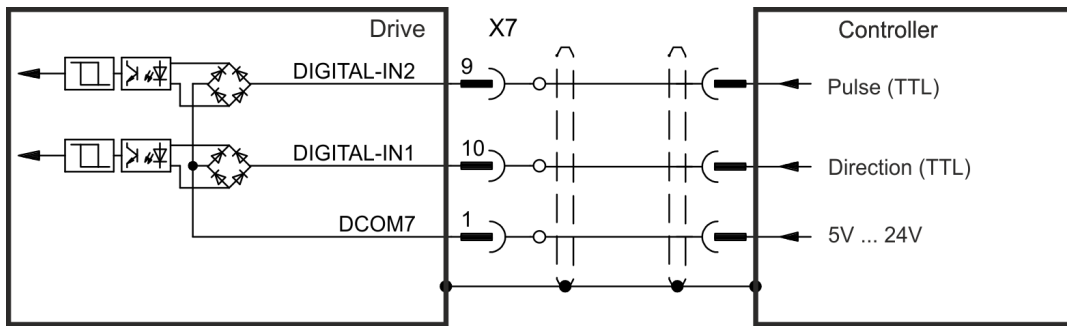 Drive X7 Controller
DIGITAL-IN2 9 Pulse (TTL)
DIGITAL-IN1 10 Direction (TTL)
DCOM7 1 5V ... 24V